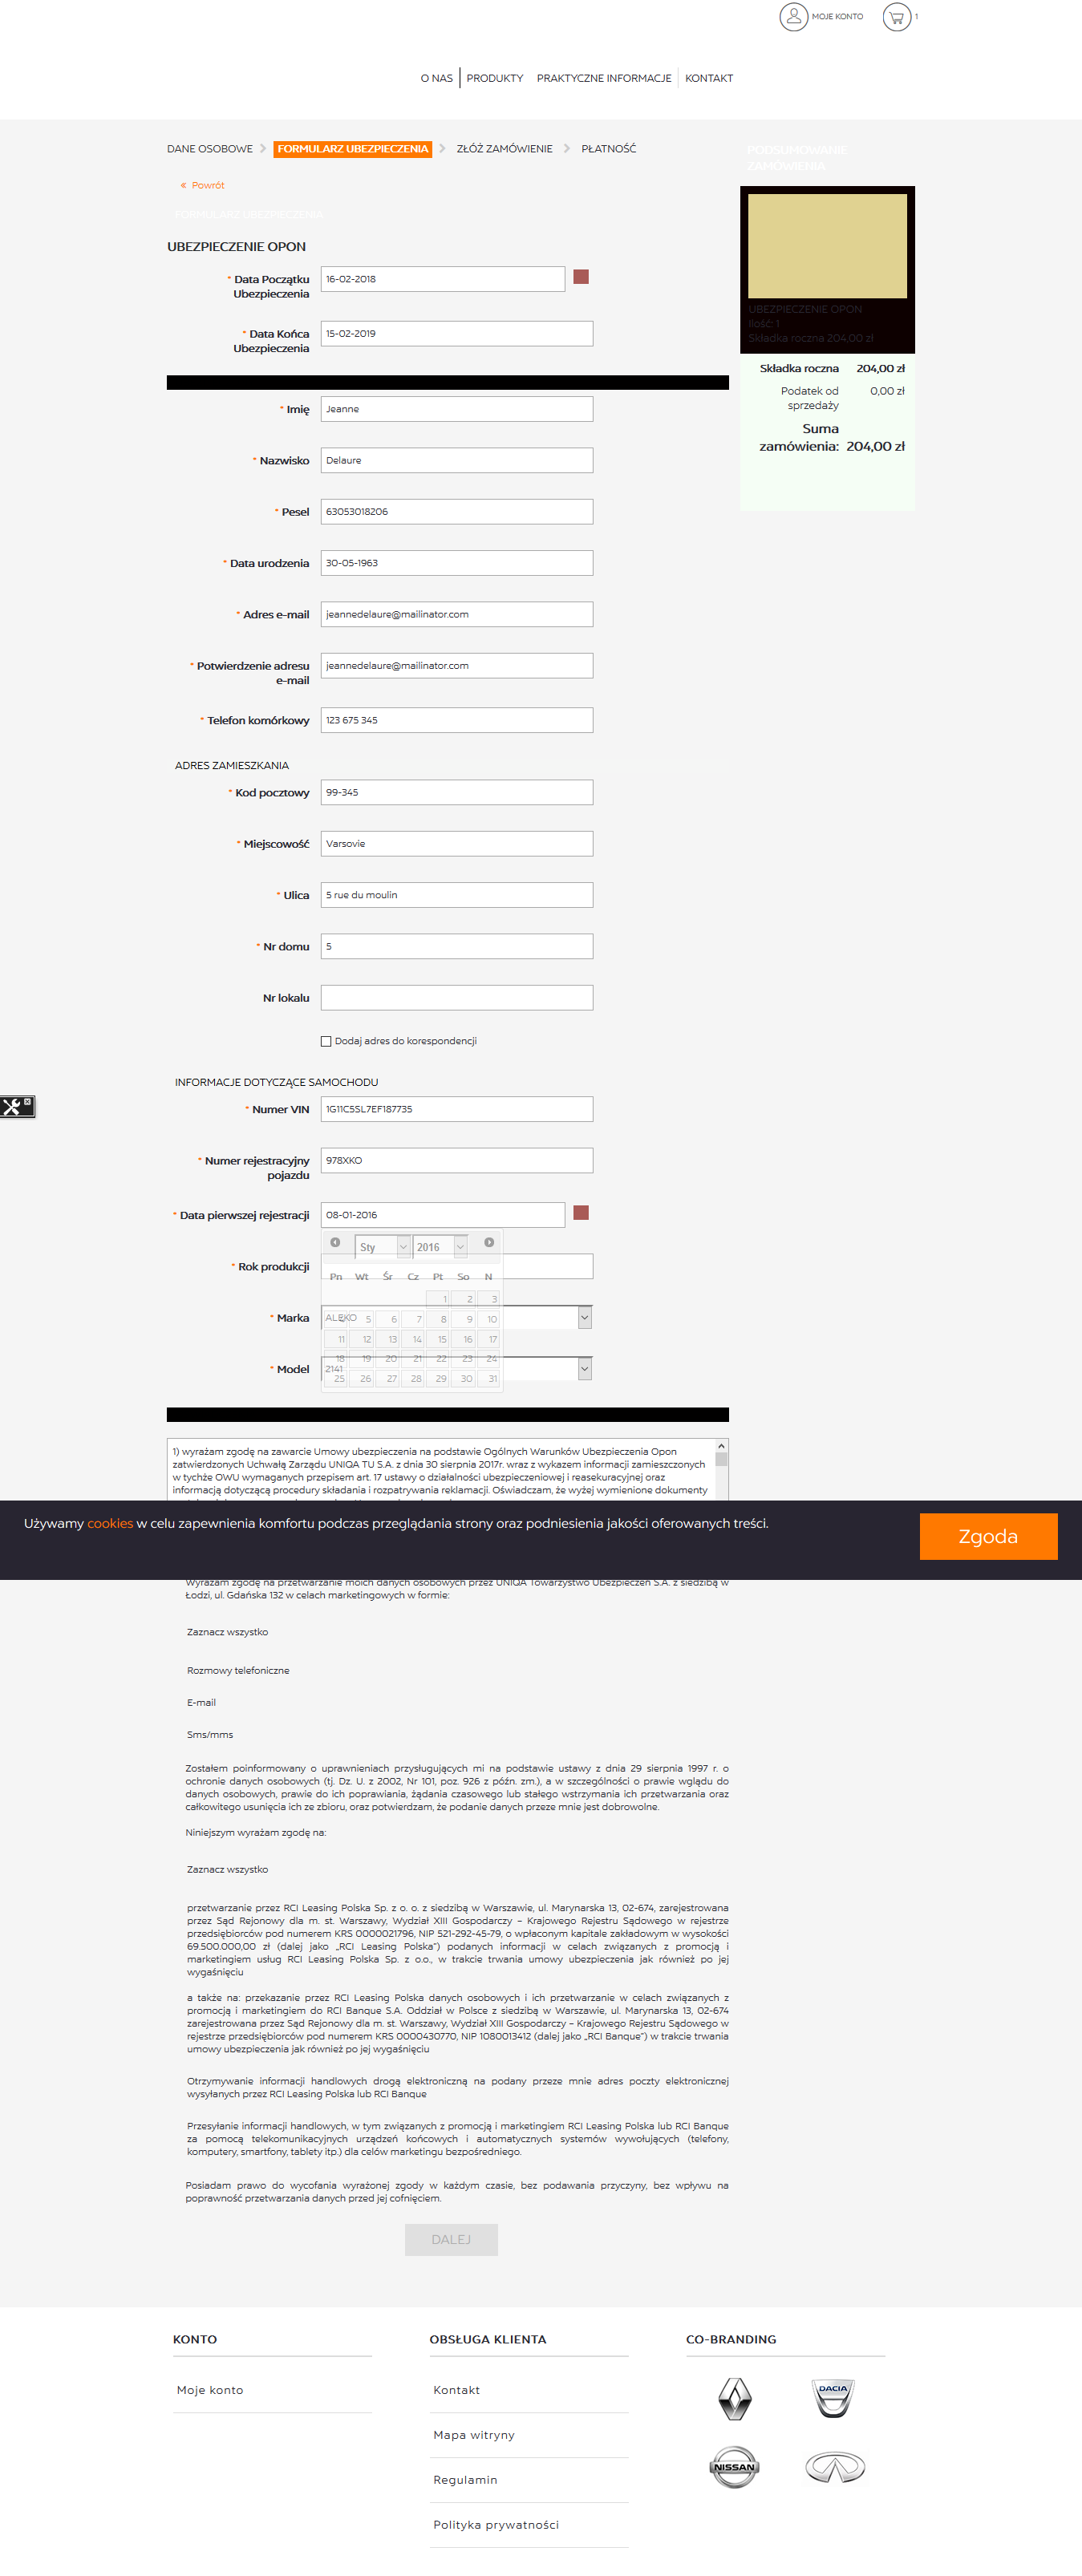 MOJE KONTO
1
O NAS
PRODUKTY
PRAKTYCZNE INFORMACJE
KONTAKT
DANE OSOBOWE
FORMULARZ UBEZPIECZENIA
ZŁÓŻ ZAMÓWIENIE
PŁATNOŚĆ
PODSUMOWANIE
ZAMÓWIENIA
« Powrót
FORMULARZ UBEZPIECZENIA
UBEZPIECZENIE OPON
* Data Początku
Ubezpieczenia
16-02-2018
* Data Końca
Ubezpieczenia
15-02-2019
UBEZPIECZENIE OPON
Ilość: 1
Składka roczna 204,00 zł
Składka roczna 204,00 zł
Podatek od
sprzedaży
0,00 zł
Suma
zamówienia: 204,00 zł
* Imię
Jeanne
* Nazwisko
Delaure
* Pesel
63053018206
* Data urodzenia
30-05-1963
* Adres e-mail
jeannedelaure@mailinator.com
* Potwierdzenie adresu
e-mail
jeannedelaure@mailinator.com
* Telefon komórkowy
123 675 345
ADRES ZAMIESZKANIA
* Kod pocztowy
99-345
* Miejscowość
Varsovie
* Ulica
5 rue du moulin
* Nr domu
5
Nr lokalu
Dodaj adres do korespondencji
INFORMACJE DOTYCZĄCE SAMOCHODU
* Numer VIN
1G11C5SL7EF187735
* Numer rejestracyjny
pojazdu
978XKO
* Data pierwszej rejestracji
08-01-2016
Sty 2016
* Rok produkcji
Pn Wt Śr Cz Pt So N
1 2 3
* Marka
ALEKO
4 5 6 7 8 9 10
11 12 13 14 15 16 17
* Model
2141
18 19 20 21 22 23 24
25 26 27 28 29 30 31
1) wyrażam zgodę na zawarcie Umowy ubezpieczenia na podstawie Ogólnych Warunków Ubezpieczenia Opon
zatwierdzonych Uchwałą Zarządu UNIQA TU S.A. z dnia 30 sierpnia 2017r. wraz z wykazem informacji zamieszczonych
w tychże OWU wymaganych przepisem art. 17 ustawy o działalności ubezpieczeniowej i reasekuracyjnej oraz
informacją dotyczącą procedury składania i rozpatrywania reklamacji. Oświadczam, że wyżej wymienione dokumenty
Używamy cookies w celu zapewnienia komfortu podczas przeglądania strony oraz podniesienia jakości oferowanych treści.
Zgoda
Wyrażam zgodę na przetwarzanie moich danych osobowych przez UNIQA Towarzystwo Ubezpieczeń S.A. z siedzibą w
Łodzi, ul. Gdańska 132 w celach marketingowych w formie:
Zaznacz wszystko
Rozmowy telefoniczne
E-mail
Sms/mms
Zostałem poinformowany o uprawnieniach przysługujących mi na podstawie ustawy z dnia 29 sierpnia 1997 r. o
ochronie danych osobowych (tj. Dz. U. z 2002, Nr 101, poz. 926 z późn. zm.), a w szczególności o prawie wglądu do
danych osobowych, prawie do ich poprawiania, żądania czasowego lub stałego wstrzymania ich przetwarzania oraz
całkowitego usunięcia ich ze zbioru, oraz potwierdzam, że podanie danych przeze mnie jest dobrowolne.
Niniejszym wyrażam zgodę na:
Zaznacz wszystko
przetwarzanie przez RCI Leasing Polska Sp. z o. o. z siedzibą w Warszawie, ul. Marynarska 13, 02-674, zarejestrowana
przez Sąd Rejonowy dla m. st. Warszawy, Wydział XIII Gospodarczy – Krajowego Rejestru Sądowego w rejestrze
przedsiębiorców pod numerem KRS 0000021796, NIP 521-292-45-79, o wpłaconym kapitale zakładowym w wysokości
69.500.000,00 zł (dalej jako „RCI Leasing Polska”) podanych informacji w celach związanych z promocją i
marketingiem usług RCI Leasing Polska Sp. z o.o., w trakcie trwania umowy ubezpieczenia jak również po jej
wygaśnięciu
a także na: przekazanie przez RCI Leasing Polska danych osobowych i ich przetwarzanie w celach związanych z
promocją i marketingiem do RCI Banque S.A. Oddział w Polsce z siedzibą w Warszawie, ul. Marynarska 13, 02-674
zarejestrowana przez Sąd Rejonowy dla m. st. Warszawy, Wydział XIII Gospodarczy – Krajowego Rejestru Sądowego w
rejestrze przedsiębiorców pod numerem KRS 0000430770, NIP 1080013412 (dalej jako „RCI Banque”) w trakcie trwania
umowy ubezpieczenia jak również po jej wygaśnięciu
Otrzymywanie informacji handlowych drogą elektroniczną na podany przeze mnie adres poczty elektronicznej
wysyłanych przez RCI Leasing Polska lub RCI Banque
Przesyłanie informacji handlowych, w tym związanych z promocją i marketingiem RCI Leasing Polska lub RCI Banque
za pomocą telekomunikacyjnych urządzeń końcowych i automatycznych systemów wywołujących (telefony,
komputery, smartfony, tablety itp.) dla celów marketingu bezpośredniego.
Posiadam prawo do wycofania wyrażonej zgody w każdym czasie, bez podawania przyczyny, bez wpływu na
poprawność przetwarzania danych przed jej cofnięciem.
DALEJ
KONTO
Moje konto
OBSŁUGA KLIENTA
Kontakt
Mapa witryny
Regulamin
Polityka prywatności
CO-BRANDING
DACIA
NISSAN